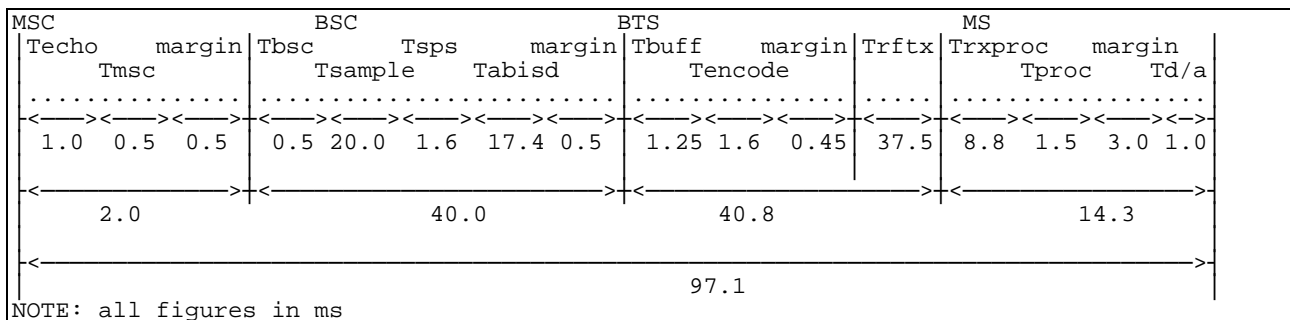 MSC BSC BTS MS
Techo margin Tbsc Tsps margin Tbuff margin Trftx Trxproc margin
Tmsc Tsample Tabisd Tencode Tproc Td/a
1.0 0.5 0.5 0.5 20.0 1.6 17.4 0.5 1.25 1.6 0.45 37.5 8.8 1.5 3.0 1.0
2.0 40.0 40.8 14.3
97.1
NOTE: all figures in ms